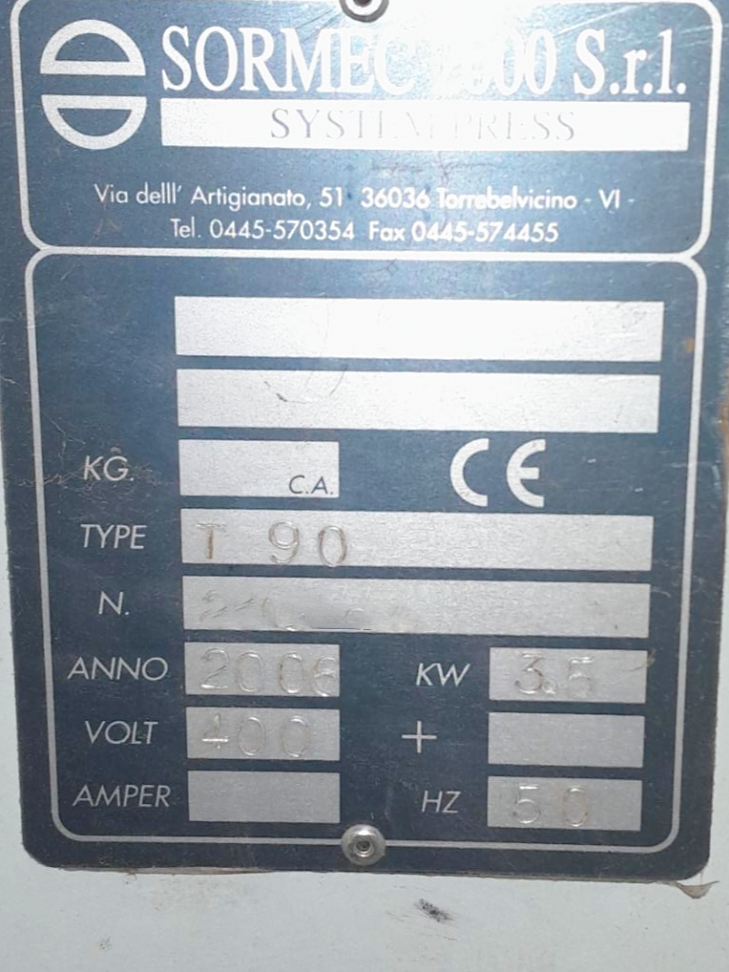 SORMEC 2000 S.r.l.
SYSTEM PRESS
Via delll' Artigianato, 51 36036 Torrebelvicino - VI -
Tel. 0445-570354 Fax 0445-574455
KG. C.A. CE
TYPE T 90
N.
ANNO 2006 KW 3.5
VOLT 400 +
AMPER HZ 50